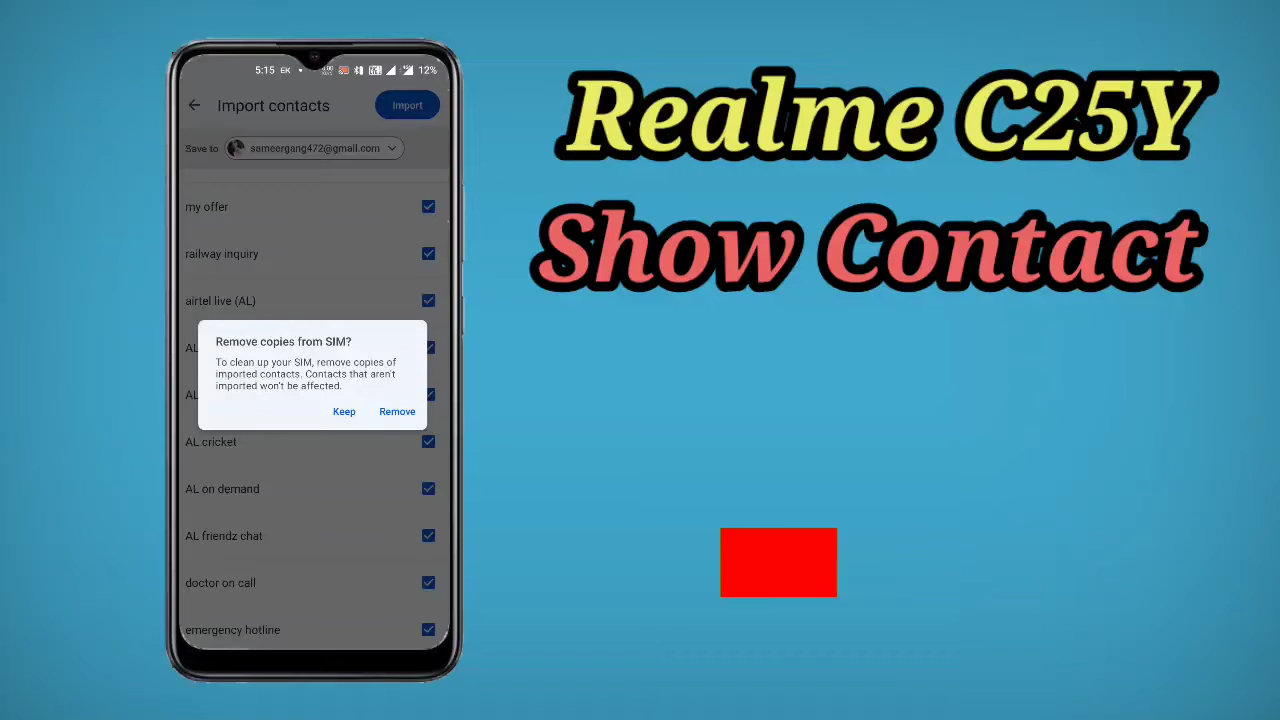 Realme C25Y
Show Contact
5:15 EK 12%
Import contacts
Import
Save to sameergang472@gmail.com
my offer
railway inquiry
airtel live (AL)
AL
AL
Remove copies from SIM?
To clean up your SIM, remove copies of
imported contacts. Contacts that aren't
imported won't be affected.
Keep Remove
AL cricket
AL on demand
AL friendz chat
doctor on call
emergency hotline